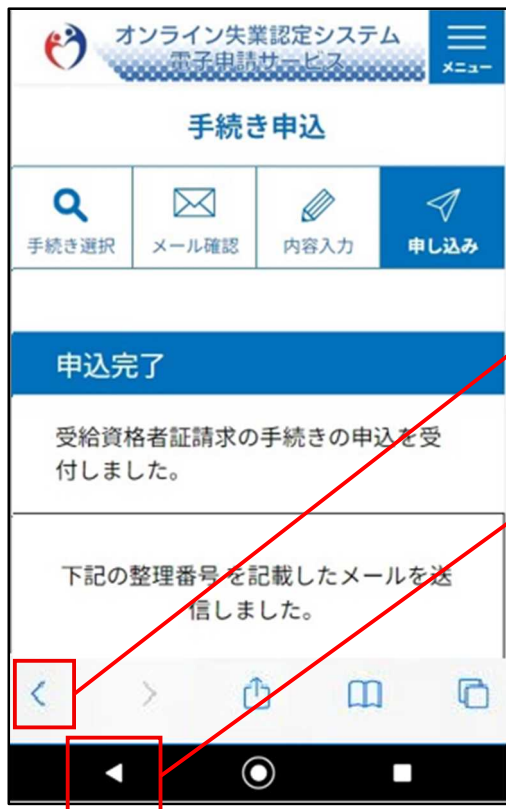 オンライン失業認定システム
電子申請サービス
メニュー
手続き申込
手続き選択
メール確認
内容入力
申し込み
申込完了
受給資格者証請求の手続きの申込を受
付しました。
下記の整理番号 を記載したメールを送
信しました。